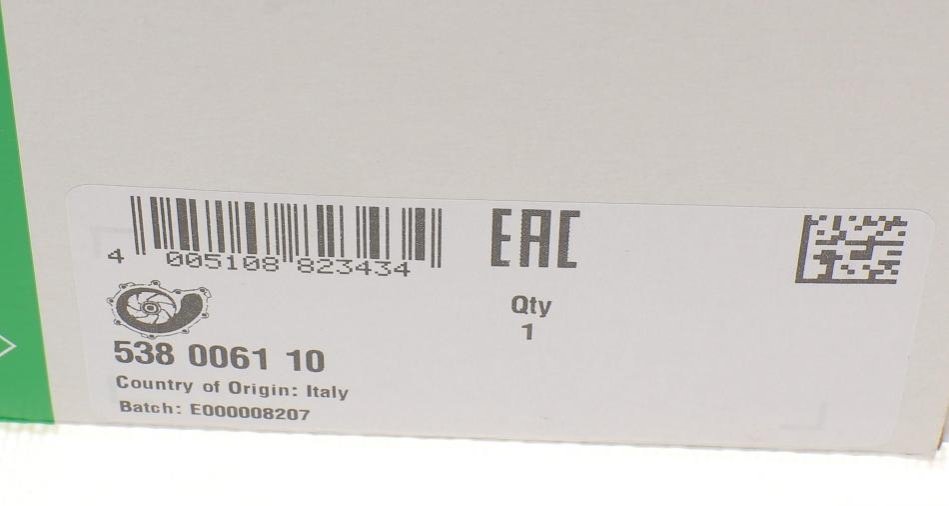 4 005108 823434
EAC
Qty
1
538 0061 10
Country of Origin: Italy
Batch: E000008207